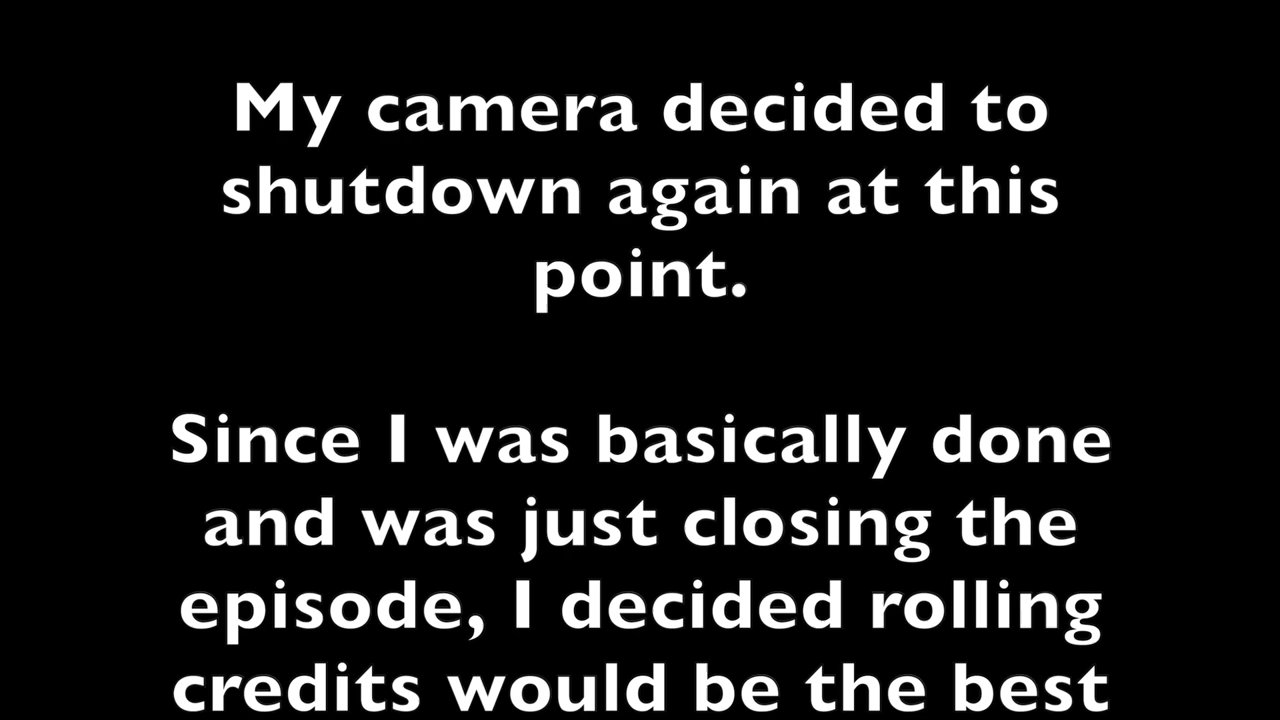 My camera decided to
shutdown again at this
point.
Since I was basically done
and was just closing the
episode, I decided rolling
credits would be the best